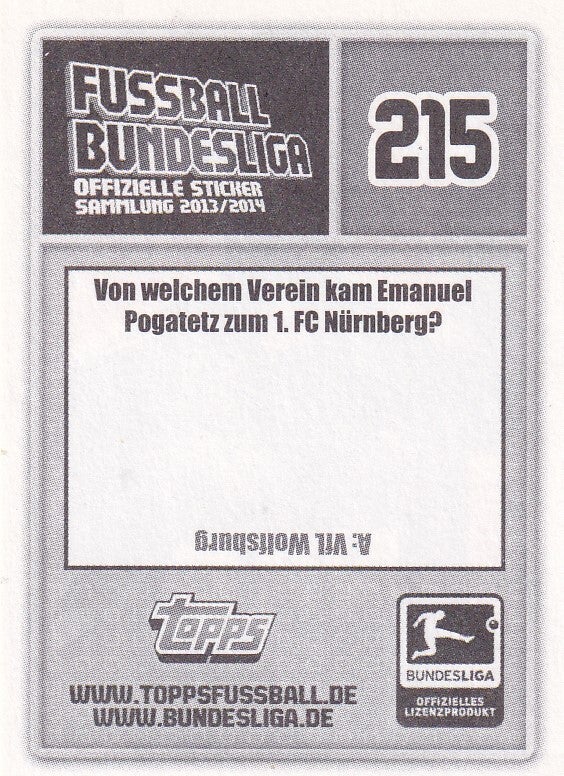 FUSSBALL
BUNDESLIGA
OFFIZIELLE STICKER
SAMMLUNG 2013/2014
215
Von welchem Verein kam Emanuel
Pogatetz zum 1. FC Nürnberg?
A: VfL Wolfsburg
TOPPS
WWW.TOPPSFUSSBALL.DE
WWW.BUNDESLIGA.DE
BUNDESLIGA
OFFIZIELLES
LIZENZPRODUKT